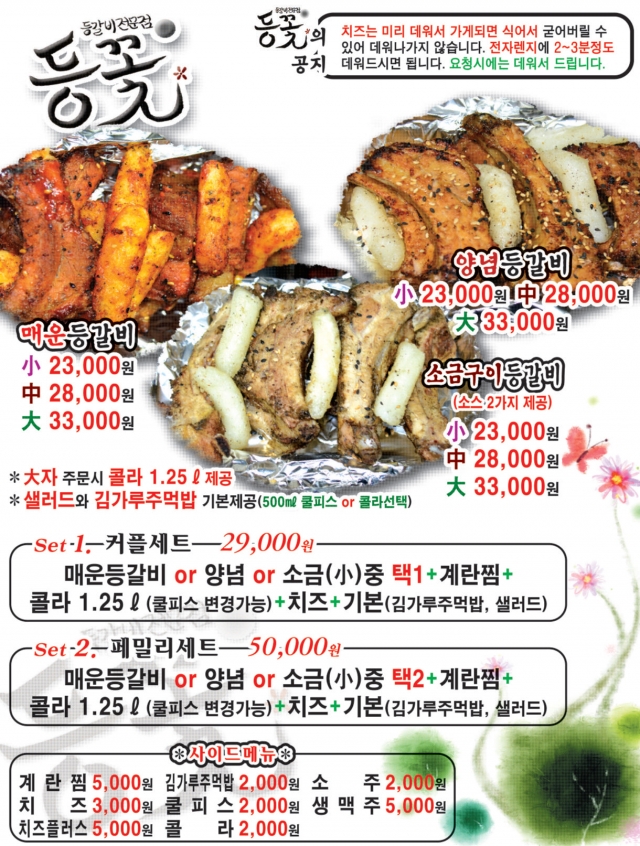 등갈비전문점
등꽃
등갈비전문점
등꽃의
공지
치즈는 미리 데워서 가게되면 식어서 굳어버릴 수
있어 데워나가지 않습니다. 전자렌지에 2~3분정도
데워드시면 됩니다. 요청시에는 데워서 드립니다.
양념등갈비
小 23,000원 中 28,000원
大 33,000원
매운등갈비
小 23,000원
中 28,000원
大 33,000원
소금구이등갈비
(소스 2가지 제공)
小 23,000원
中 28,000원
大 33,000원
*大자 주문시 콜라 1.25ℓ 제공
*샐러드와 김가루주먹밥 기본제공(500㎖ 쿨피스 or 콜라선택)
Set-1. 커플세트 29,000원
매운등갈비 or 양념 or 소금(小)중 택1+계란찜+
콜라 1.25ℓ (쿨피스 변경가능)+치즈+기본(김가루주먹밥, 샐러드)
등갈비전문점
등꽃
Set-2. 페밀리세트 50,000원
매운등갈비 or 양념 or 소금(小)중 택2+계란찜+
콜라 1.25ℓ (쿨피스 변경가능)+치즈+기본(김가루주먹밥, 샐러드)
*사이드메뉴*
계란찜 5,000원 김가루주먹밥 2,000원 소주 2,000원
치즈 3,000원 쿨피스 2,000원 생맥주 5,000원
치즈플러스 5,000원 콜라 2,000원